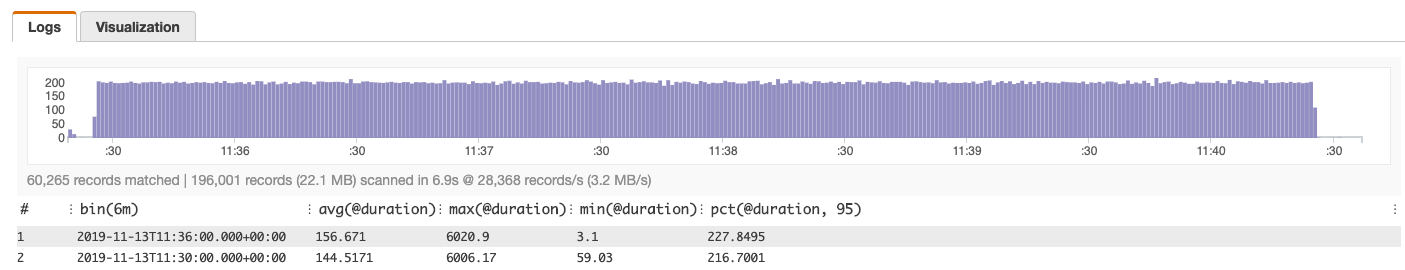 Logs Visualization
200
150
100
50
0
:30 11:36 :30 11:37 :30 11:38 :30 11:39 :30 11:40 :30
60,265 records matched | 196,001 records (22.1 MB) scanned in 6.9s @ 28,368 records/s (3.2 MB/s)
# : bin(6m) : avg(@duration) : max(@duration) : min(@duration) : pct(@duration, 95) :
1 2019-11-13T11:36:00.000+00:00 156.671 6020.9 3.1 227.8495
2 2019-11-13T11:30:00.000+00:00 144.5171 6006.17 59.03 216.7001